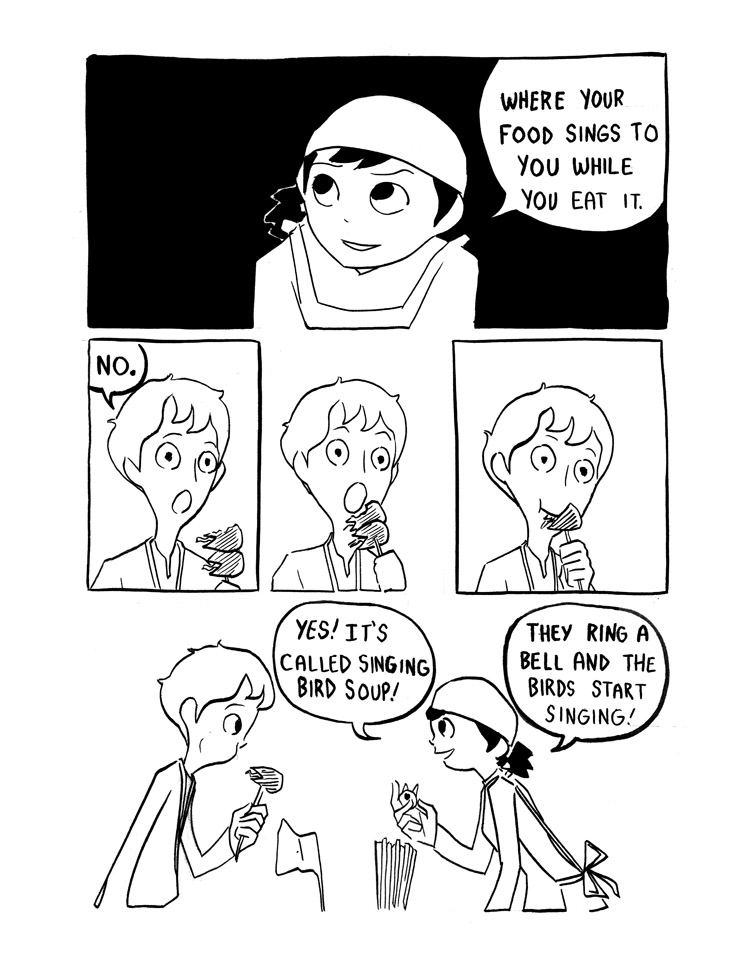 WHERE YOUR
FOOD SINGS TO
YOU WHILE
YOU EAT IT.
NO.
YES! IT'S
CALLED SINGING
BIRD SOUP!
THEY RING A
BELL AND THE
BIRDS START
SINGING!